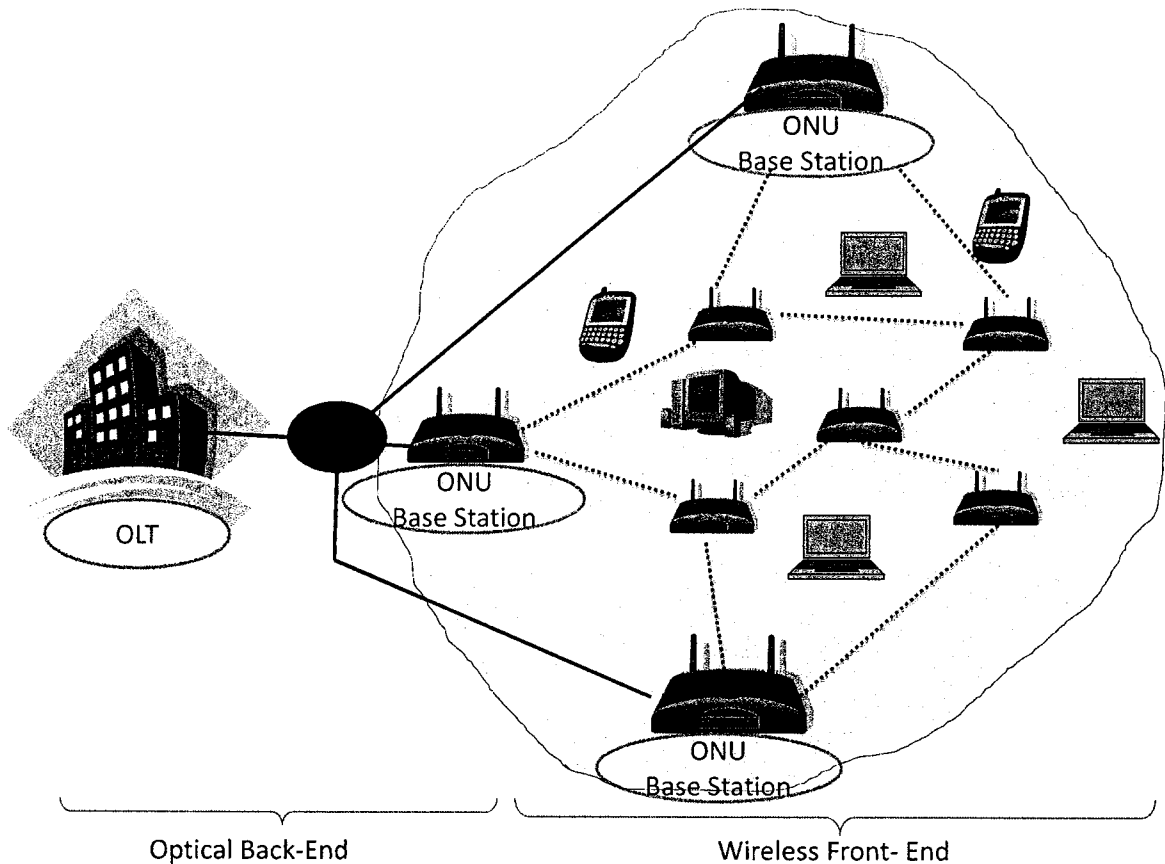 ONU
Base Station
ONU
Base Station
OLT
ONU
Base Station
Optical Back-End
Wireless Front- End